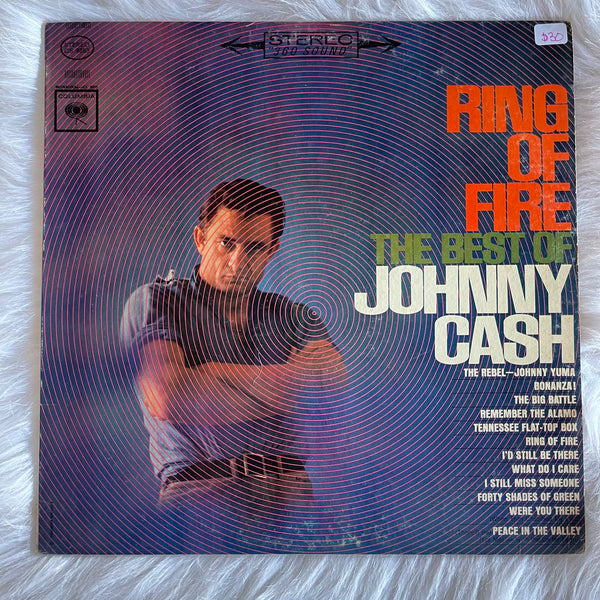 STEREO
"360 SOUND"
$30
COLUMBIA
RING
OF
FIRE
THE BEST OF
JOHNNY
CASH
THE REBEL—JOHNNY YUMA
BONANZA!
THE BIG BATTLE
REMEMBER THE ALAMO
TENNESSEE FLAT-TOP BOX
RING OF FIRE
I'D STILL BE THERE
WHAT DO I CARE
I STILL MISS SOMEONE
FORTY SHADES OF GREEN
WERE YOU THERE
PEACE IN THE VALLEY